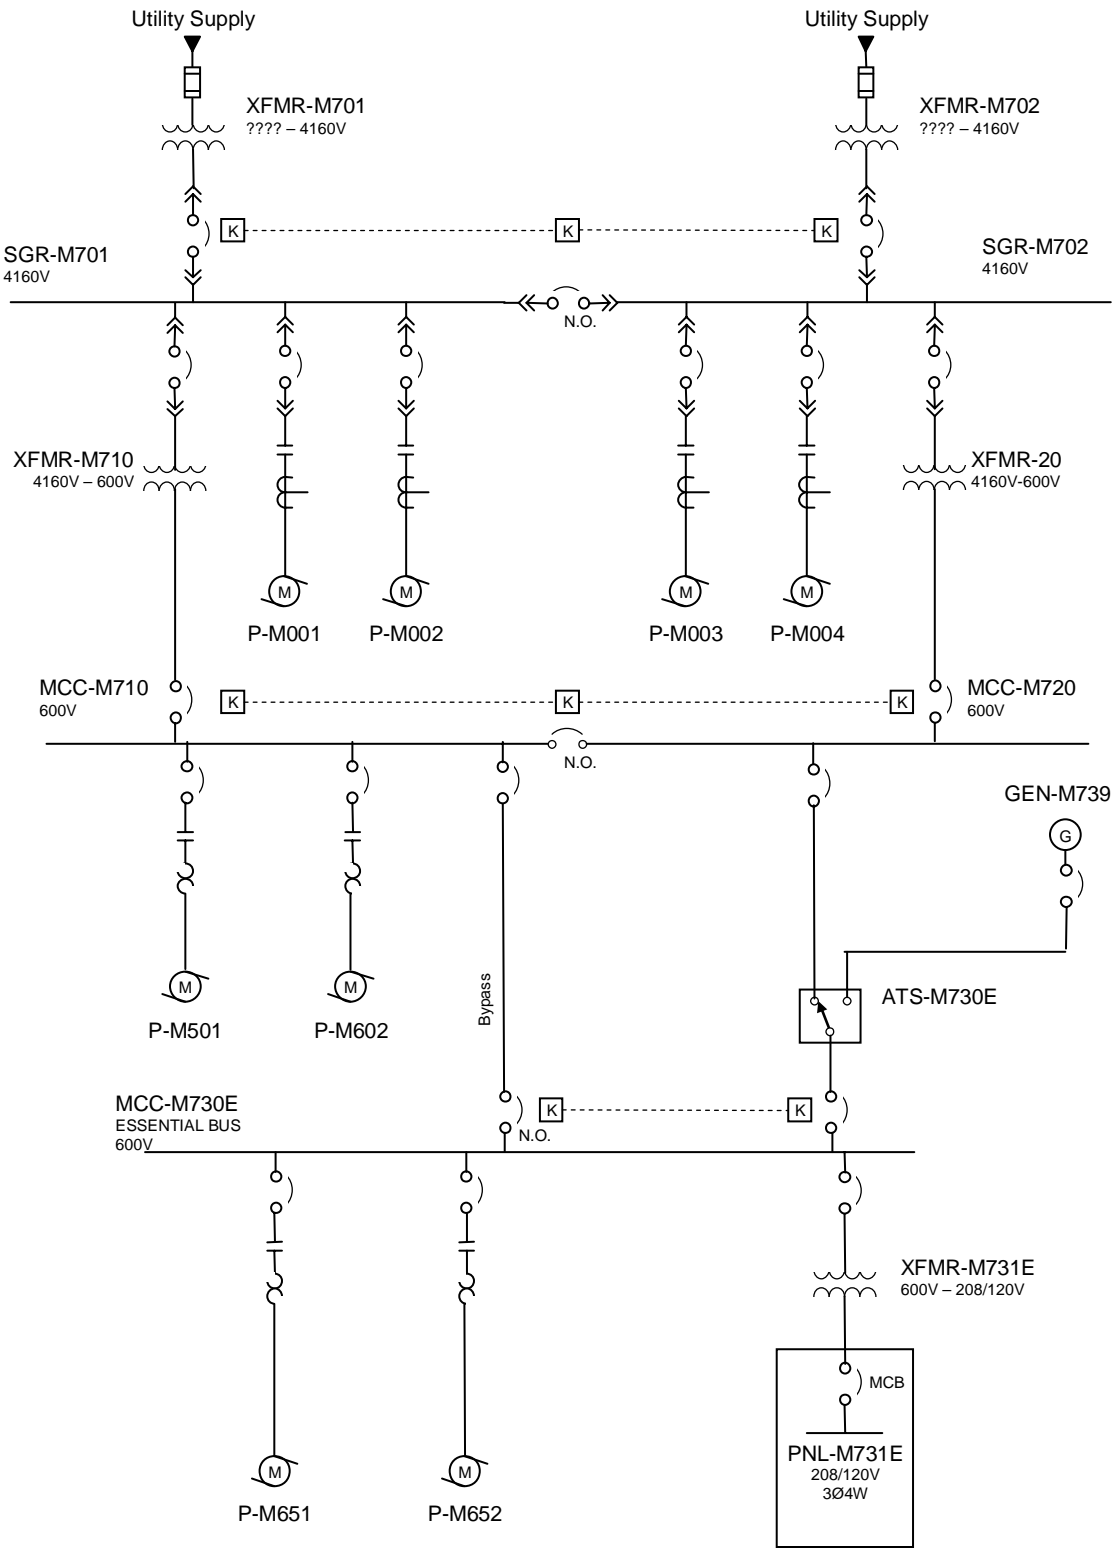 Utility Supply
Utility Supply
XFMR-M701
???? – 4160V
XFMR-M702
???? – 4160V
K
K
K
SGR-M701
4160V
SGR-M702
4160V
N.O.
XFMR-M710
4160V – 600V
XFMR-20
4160V-600V
M
M
M
M
P-M001
P-M002
P-M003
P-M004
MCC-M710
600V
K
K
K
MCC-M720
600V
N.O.
GEN-M739
G
M
M
Bypass
ATS-M730E
P-M501
P-M602
MCC-M730E
ESSENTIAL BUS
600V
K
K
N.O.
XFMR-M731E
600V – 208/120V
MCB
M
M
PNL-M731E
208/120V
3Ø4W
P-M651
P-M652